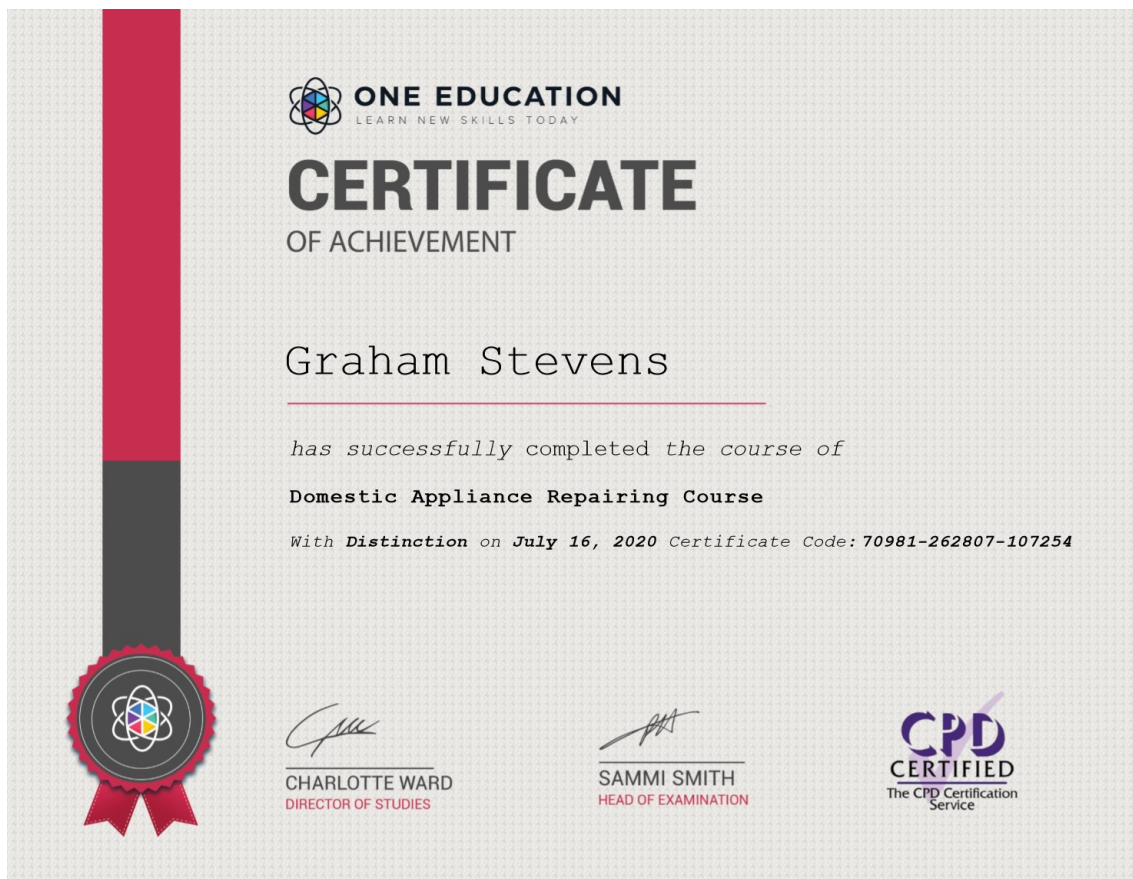 ONE EDUCATION
LEARN NEW SKILLS TODAY
CERTIFICATE
OF ACHIEVEMENT
Graham Stevens
has successfully completed the course of
Domestic Appliance Repairing Course
With Distinction on July 16, 2020 Certificate Code: 70981-262807-107254
CHARLOTTE WARD
DIRECTOR OF STUDIES
SAMMI SMITH
HEAD OF EXAMINATION
CPD
CERTIFIED
The CPD Certification
Service